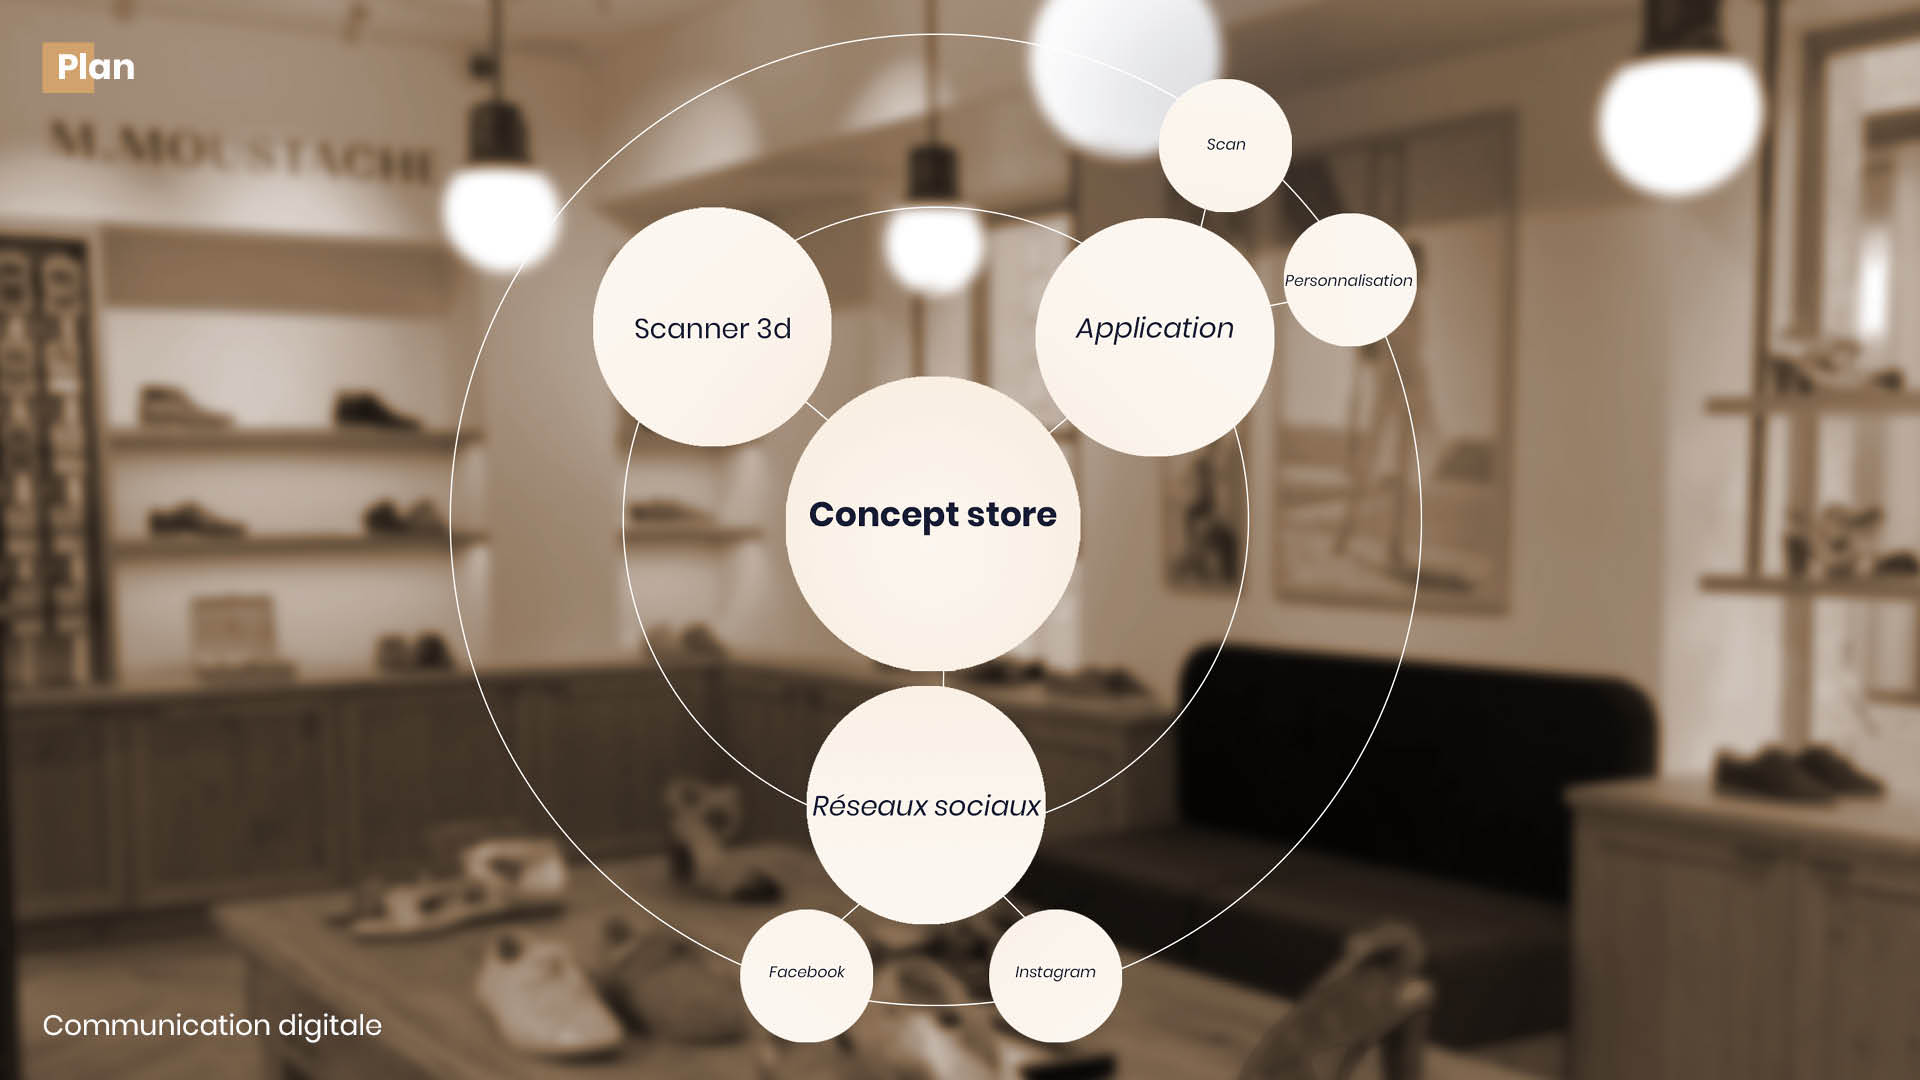 Plan
M.MOUSTACHE
Scan
Personnalisation
Scanner 3d
Application
Concept store
Réseaux sociaux
Facebook
Instagram
Communication digitale